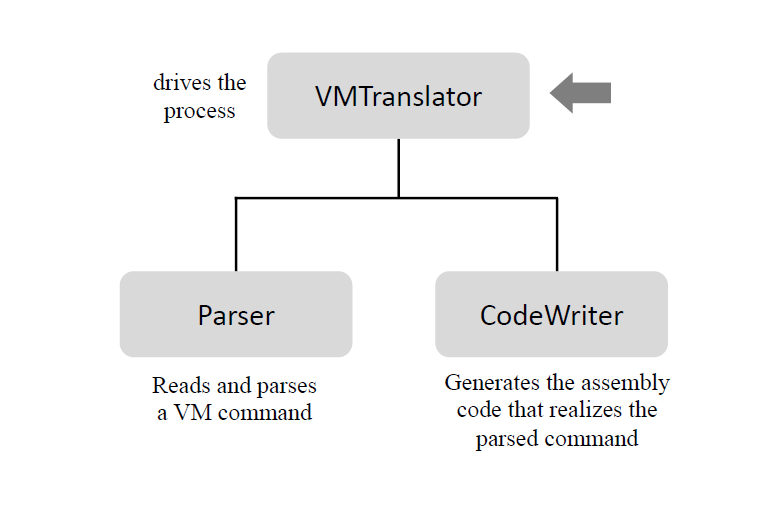 drives the
process
VMTranslator
Parser
CodeWriter
Reads and parses
a VM command
Generates the assembly
code that realizes the
parsed command